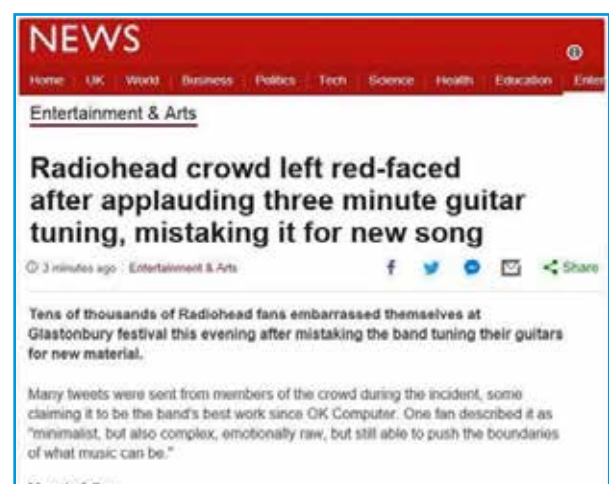 NEWS
Home UK World Business Politics Tech Science Health Education Enter
Entertainment & Arts
Radiohead crowd left red-faced
after applauding three minute guitar
tuning, mistaking it for new song
3 minutes ago Entertainment & Arts f Share
Tens of thousands of Radiohead fans embarrassed themselves at
Glastonbury festival this evening after mistaking the band tuning their guitars
for new material.
Many tweets were sent from members of the crowd during the incident, some
claiming it to be the band's best work since OK Computer. One fan described it as
"minimalist, but also complex, emotionally raw, but still able to push the boundaries
of what music can be."